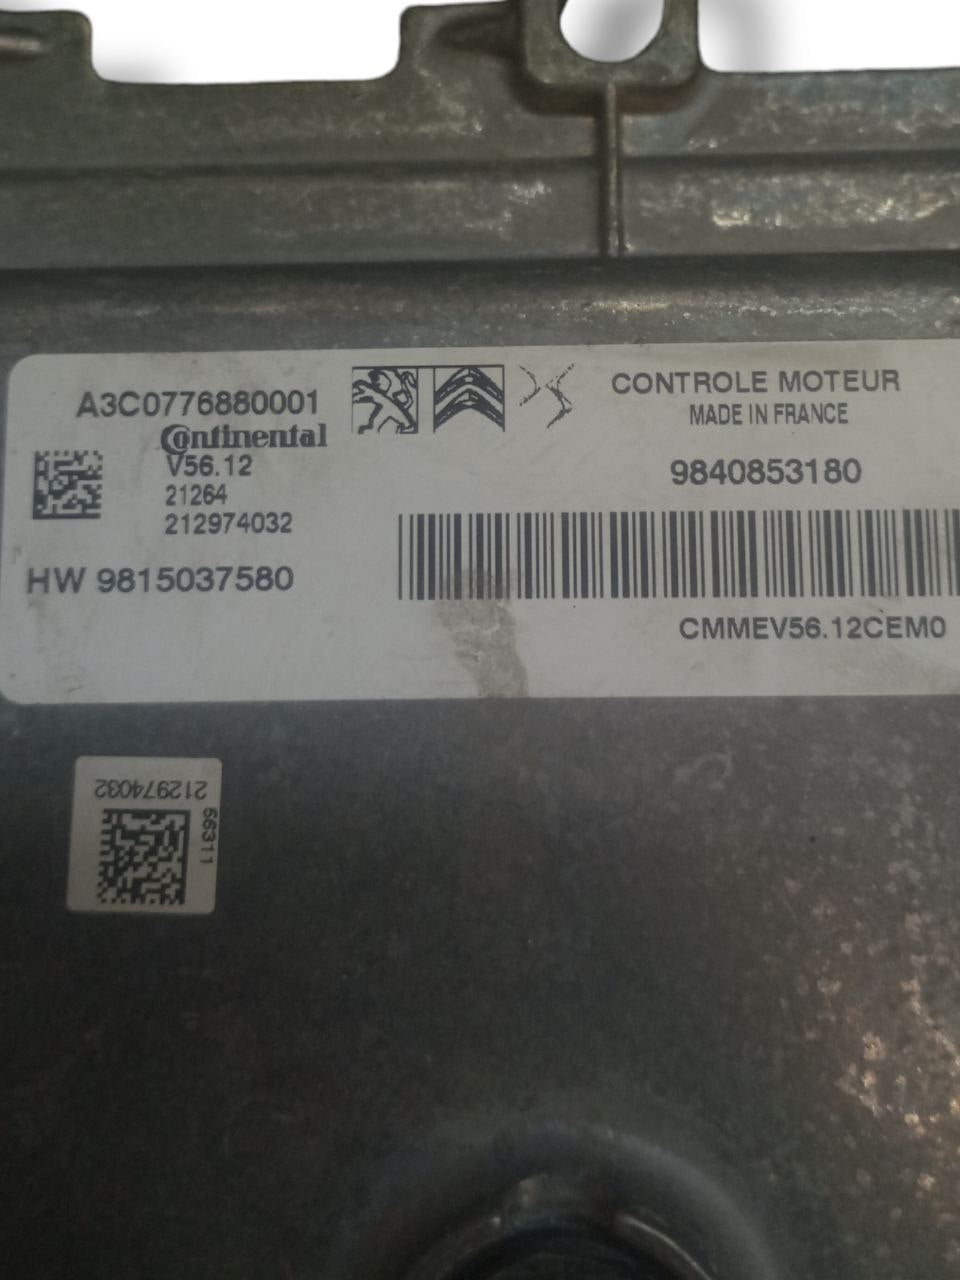 A3C0776880001
Continental
V56.12
21264
212974032
HW 9815037580
CONTROLE MOTEUR
MADE IN FRANCE
9840853180
CMMEV56.12CEM0
212974032
56311